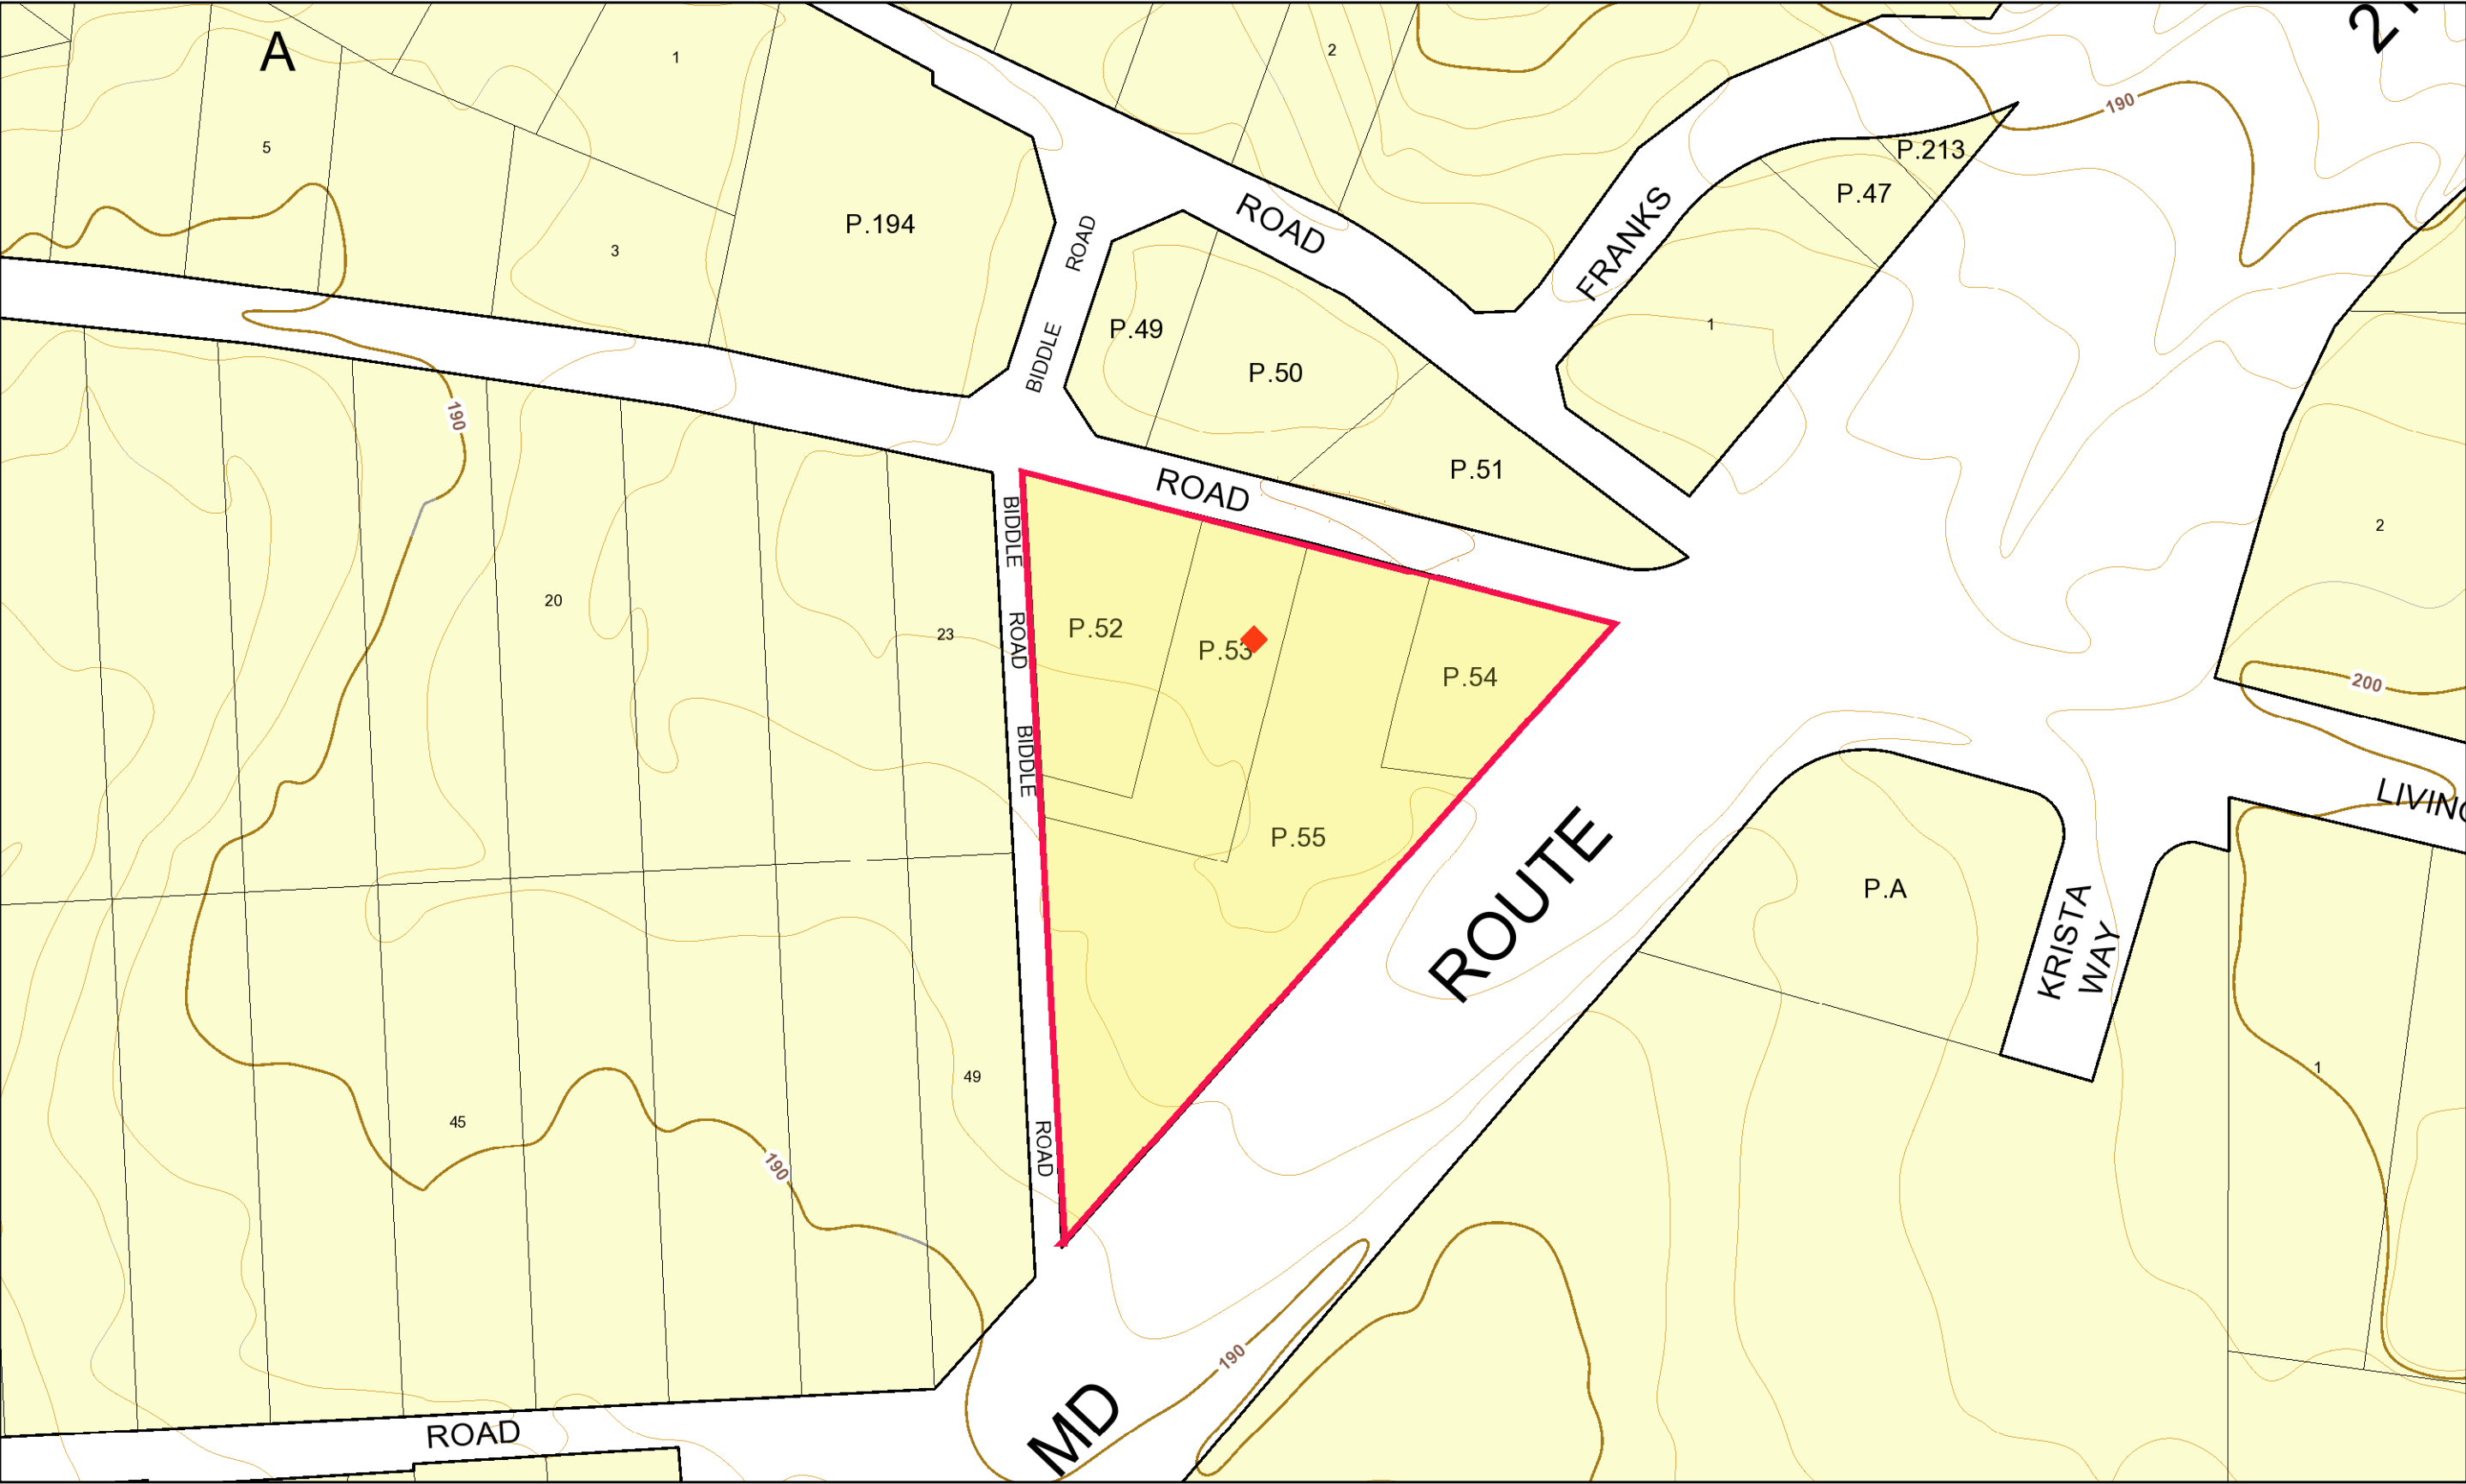 A
1
2
21
190
5
P.213
P.47
3
P.194
ROAD
BIDDLE
ROAD
FRANKS
P.49
P.50
1
190
P.51
ROAD
2
BIDDLE
ROAD
BIDDLE
ROAD
20
23
P.52
P.53
P.54
P.55
200
LIVING
ROUTE
P.A
KRISTA
WAY
1
49
45
190
190
MD
ROAD